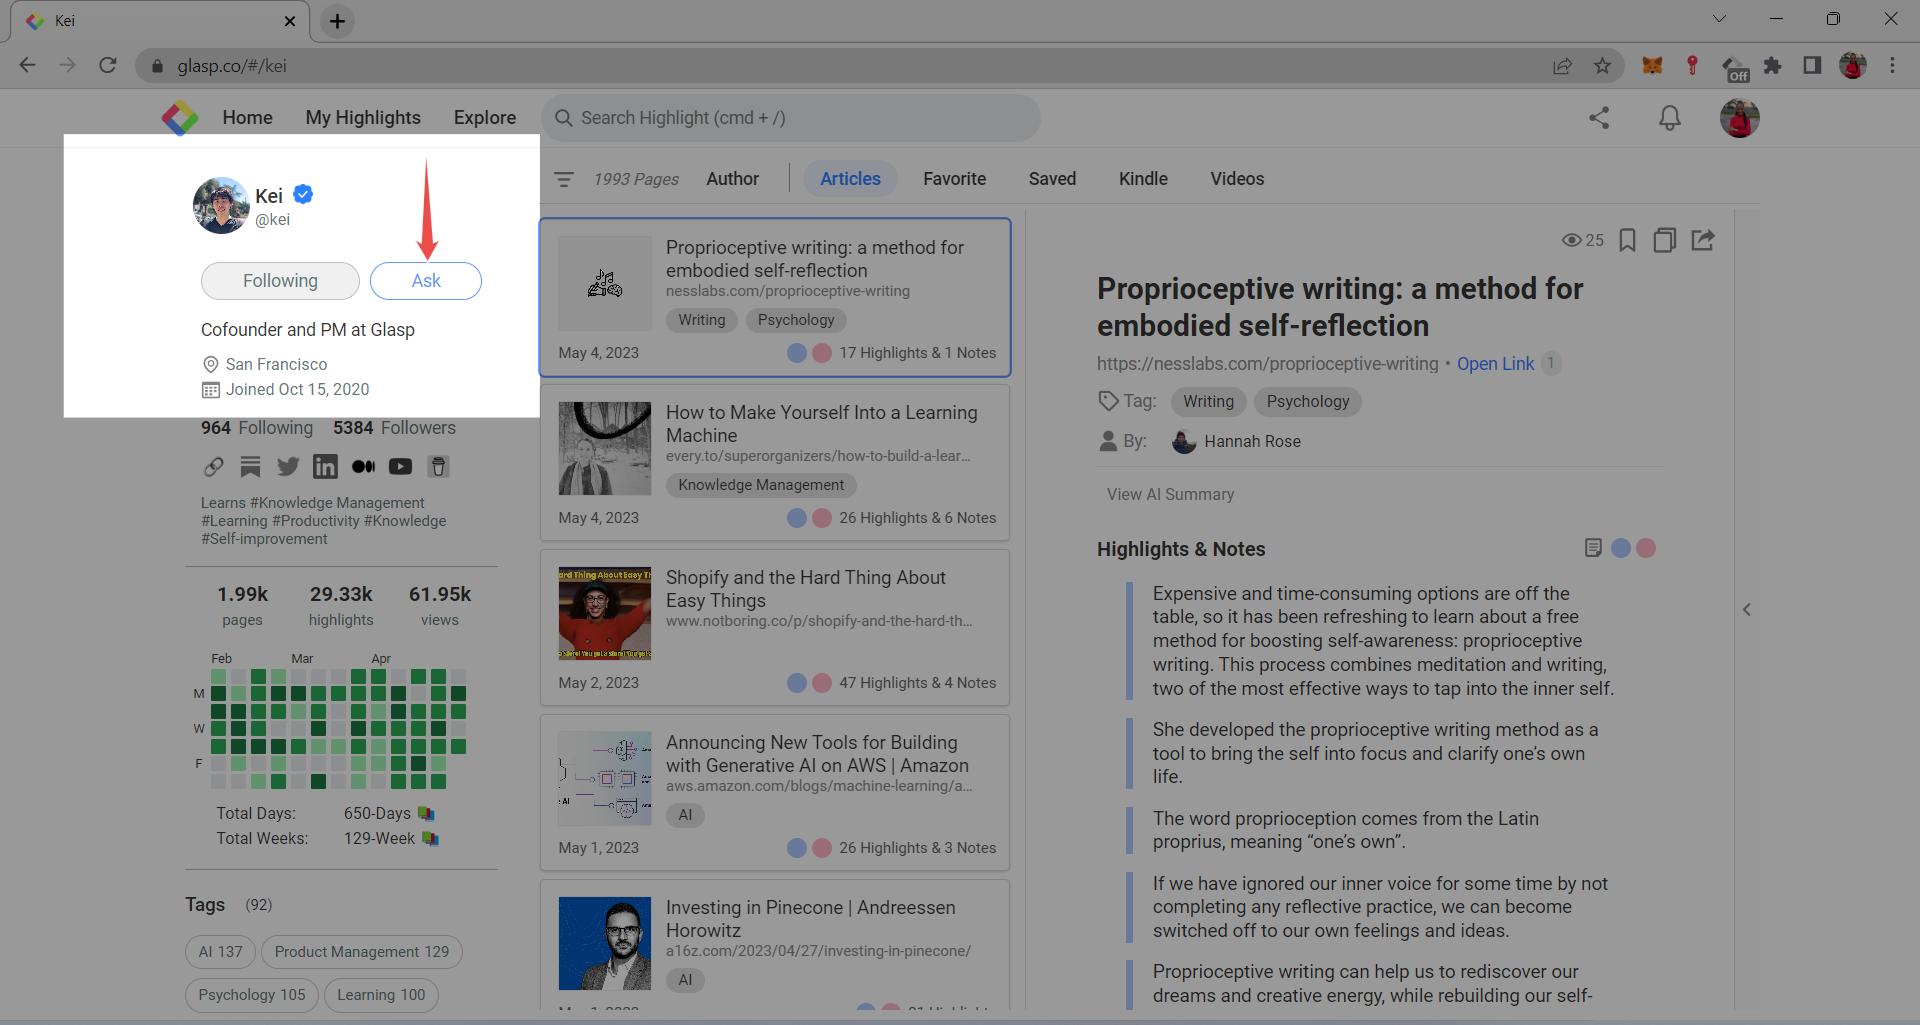 Kei
glasp.co/#/kei
Off
Home
My Highlights
Explore
Search Highlight (cmd + /)
Kei
@kei
Following
Ask
Cofounder and PM at Glasp
San Francisco
Joined Oct 15, 2020
964 Following 5384 Followers
Learns #Knowledge Management
#Learning #Productivity #Knowledge
#Self-improvement
1.99k 29.33k 61.95k
pages highlights views
Feb Mar Apr
M
W
F
Total Days: 650-Days
Total Weeks: 129-Week
Tags (92)
AI 137
Product Management 129
Psychology 105
Learning 100
1993 Pages
Author
Articles
Favorite
Saved
Kindle
Videos
Proprioceptive writing: a method for
embodied self-reflection
nesslabs.com/proprioceptive-writing
Writing Psychology
May 4, 2023 17 Highlights & 1 Notes
How to Make Yourself Into a Learning
Machine
every.to/superorganizers/how-to-build-a-lear...
Knowledge Management
May 4, 2023 26 Highlights & 6 Notes
Shopify and the Hard Thing About
Easy Things
www.notboring.co/p/shopify-and-the-hard-th...
May 2, 2023 47 Highlights & 4 Notes
Announcing New Tools for Building
with Generative AI on AWS | Amazon
aws.amazon.com/blogs/machine-learning/a...
AI
May 1, 2023 26 Highlights & 3 Notes
Investing in Pinecone | Andreessen
Horowitz
a16z.com/2023/04/27/investing-in-pinecone/
AI
25
Proprioceptive writing: a method for
embodied self-reflection
https://nesslabs.com/proprioceptive-writing • Open Link 1
Tag: Writing Psychology
By: Hannah Rose
View AI Summary
Highlights & Notes
Expensive and time-consuming options are off the
table, so it has been refreshing to learn about a free
method for boosting self-awareness: proprioceptive
writing. This process combines meditation and writing,
two of the most effective ways to tap into the inner self.
She developed the proprioceptive writing method as a
tool to bring the self into focus and clarify one's own
life.
The word proprioception comes from the Latin
proprius, meaning “one's own”.
If we have ignored our inner voice for some time by not
completing any reflective practice, we can become
switched off to our own feelings and ideas.
Proprioceptive writing can help us to rediscover our
dreams and creative energy, while rebuilding our self-